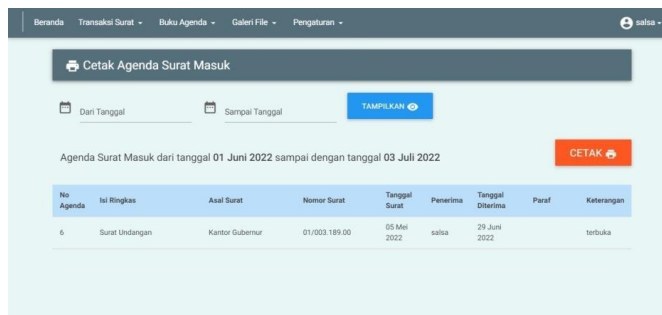 Beranda Transaksi Surat Buku Agenda Galeri File Pengaturan salsa
Cetak Agenda Surat Masuk
Dari Tanggal Sampai Tanggal TAMPILKAN
Agenda Surat Masuk dari tanggal 01 Juni 2022 sampai dengan tanggal 03 Juli 2022 CETAK
No Agenda Isi Ringkas Asal Surat Nomor Surat Tanggal Surat Penerima Tanggal Diterima Paraf Keterangan
6 Surat Undangan Kantor Gubernur 01/003.189.00 05 Mei 2022 salsa 29 Juni 2022 terbuka